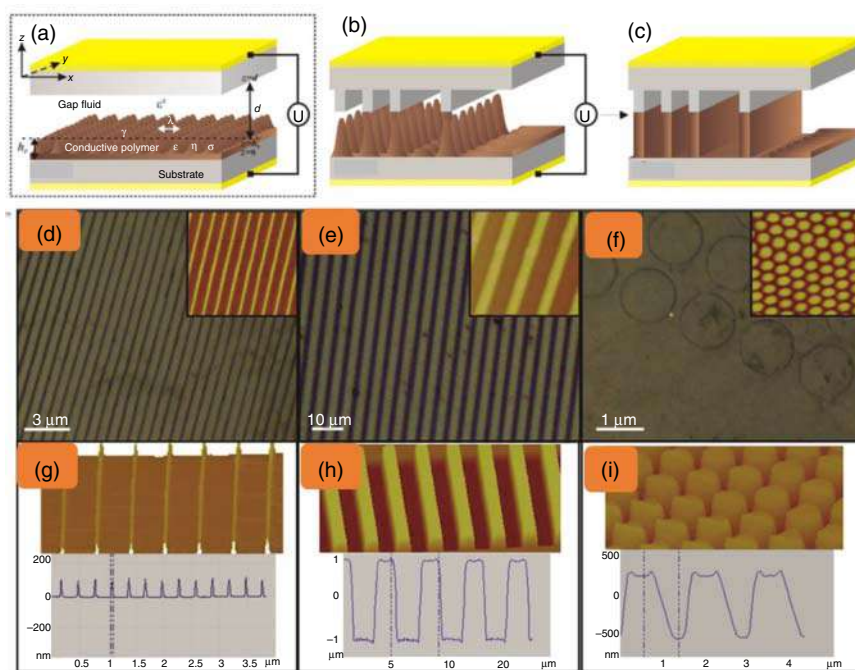 (a)
(b)
(c)
z
y
x
Gap fluid
d
λ
γ
U
U
Conductive polymer
ε η σ
Substrate
(d)
(e)
(f)
3 μm
10 μm
1 μm
(g)
(h)
(i)
200
0
−200
nm
0.5 1 1.5 2 2.5 3 3.5 μm
1
−1
μm
5 10 20 μm
500
0
−500
nm
1 2 3 4 μm